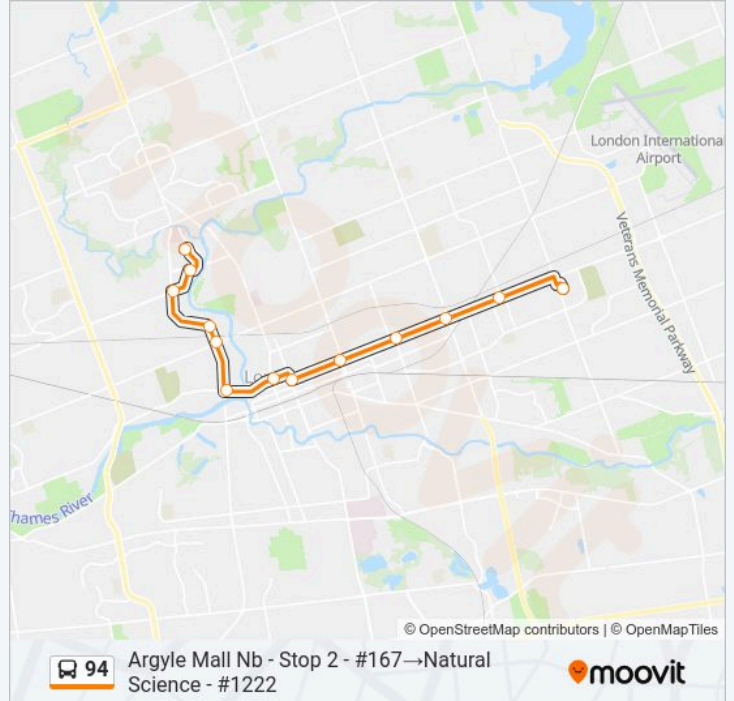 London International
Airport
Veterans Memorial Parkway
Thames River
© OpenStreetMap contributors | © OpenMapTiles
94
Argyle Mall Nb - Stop 2 - #167→Natural
Science - #1222
moovit